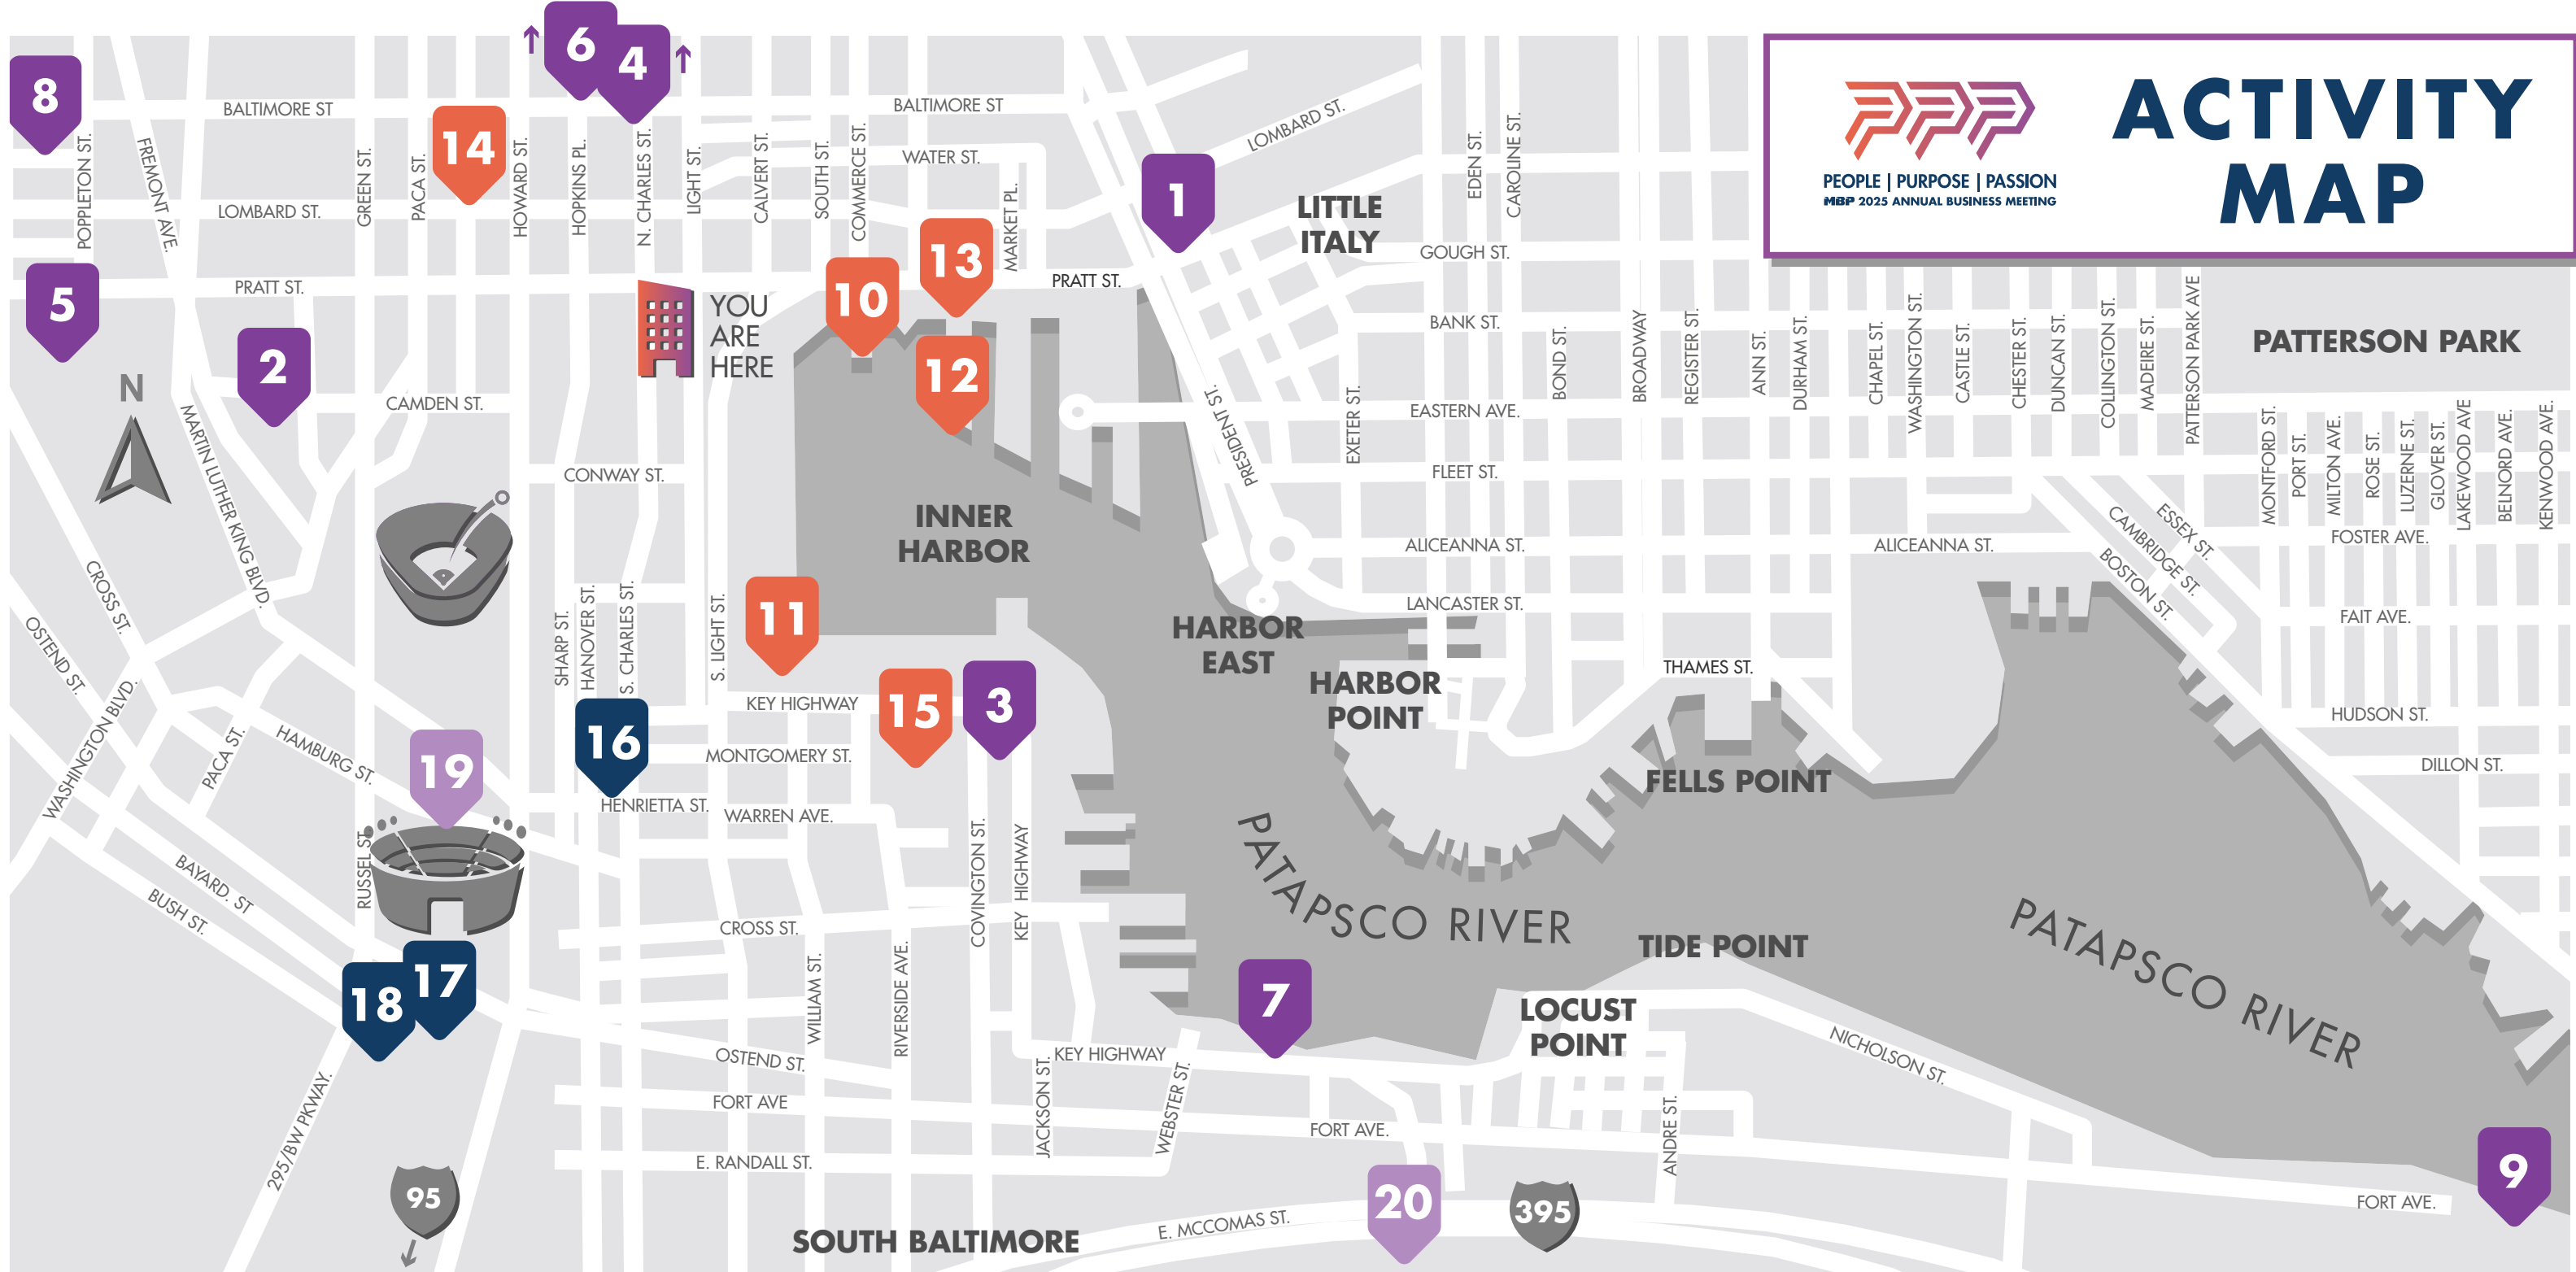 ACTIVITY
MAP
PPP
PEOPLE | PURPOSE | PASSION
MBP 2025 ANNUAL BUSINESS MEETING
8
6
4
14
1
5
2
10
13
12
11
15
3
16
19
18
17
7
20
9
YOU
ARE
HERE
N
BALTIMORE ST
BALTIMORE ST
WATER ST.
LOMBARD ST.
LOMBARD ST.
PRATT ST.
PRATT ST.
CAMDEN ST.
CONWAY ST.
POPPLETON ST.
FREMONT AVE.
GREEN ST.
PACA ST.
HOWARD ST.
HOPKINS PL.
N. CHARLES ST.
LIGHT ST.
CALVERT ST.
SOUTH ST.
COMMERCE ST.
MARKET PL.
LITTLE
ITALY
EDEN ST.
CAROLINE ST.
GOUGH ST.
BANK ST.
EASTERN AVE.
FLEET ST.
ALICEANNA ST.
ALICEANNA ST.
LANCASTER ST.
THAMES ST.
PRESIDENT ST.
EXETER ST.
BOND ST.
BROADWAY
REGISTER ST.
ANN ST.
DURHAM ST.
CHAPEL ST.
WASHINGTON ST.
CASTLE ST.
CHESTER ST.
DUNCAN ST.
COLLINGTON ST.
MADEIRE ST.
PATTERSON PARK AVE
PATTERSON PARK
MONTFORD ST.
PORT ST.
MILTON AVE.
ROSE ST.
LUZERNE ST.
GLOVER ST.
LAKEWOOD AVE
BELNORD AVE.
KENWOOD AVE.
ESSEX ST.
CAMBRIDGE ST.
BOSTON ST.
FOSTER AVE.
FAIT AVE.
HUDSON ST.
DILLON ST.
INNER
HARBOR
HARBOR
EAST
HARBOR
POINT
FELLS POINT
PATAPSCO RIVER
PATAPSCO RIVER
TIDE POINT
LOCUST
POINT
MARTIN LUTHER KING BLVD.
CROSS ST.
OSTEND ST.
WASHINGTON BLVD.
PACA ST.
HAMBURG ST.
RUSSEL ST.
BAYARD. ST
BUSH ST.
295/BW PKWAY.
95
SHARP ST.
HANOVER ST.
S. CHARLES ST.
S. LIGHT ST.
KEY HIGHWAY
MONTGOMERY ST.
HENRIETTA ST.
WARREN AVE.
COVINGTON ST.
KEY HIGHWAY
CROSS ST.
WILLIAM ST.
RIVERSIDE AVE.
OSTEND ST.
KEY HIGHWAY
JACKSON ST.
WEBSTER ST.
FORT AVE
FORT AVE.
FORT AVE.
E. RANDALL ST.
ANDRE ST.
NICHOLSON ST.
SOUTH BALTIMORE
E. MCCOMAS ST.
395